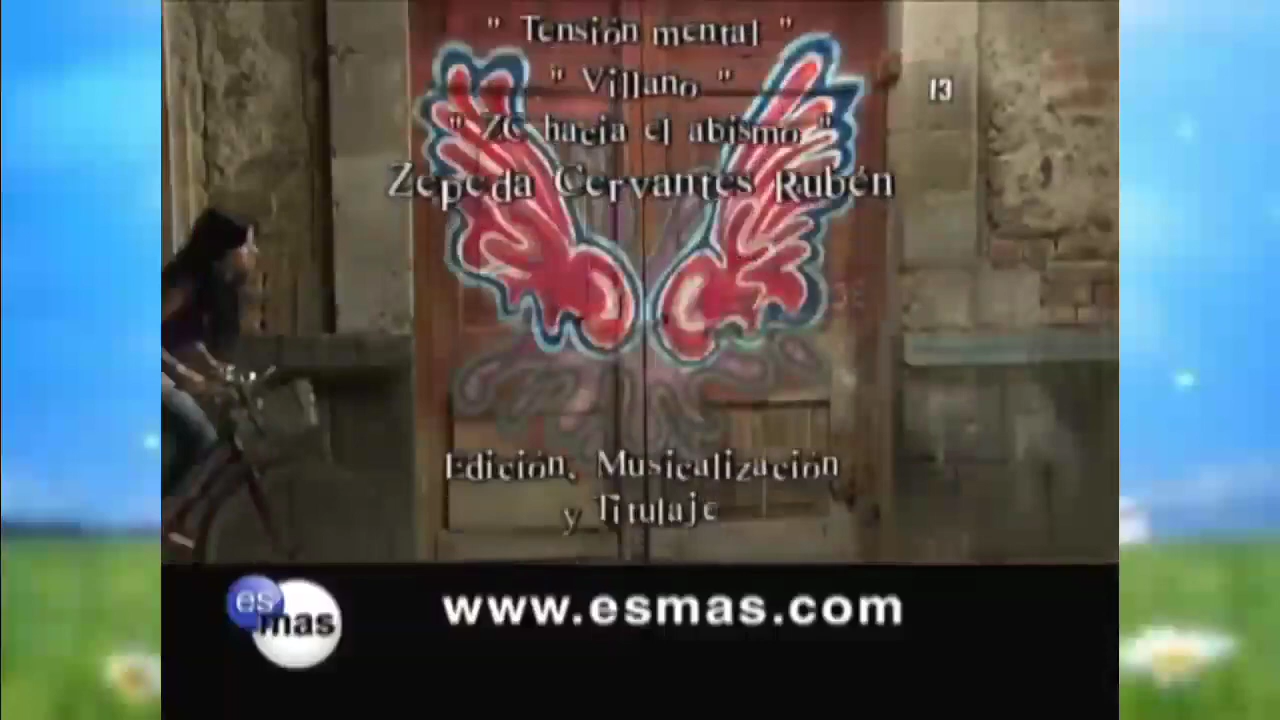 " Tensión mental "
" Villano "
" ZC hacia el abismo "
Zepeda Cervantes Rubén
13
Edición, Musicalización
y Titulaje
es
mas
www.esmas.com